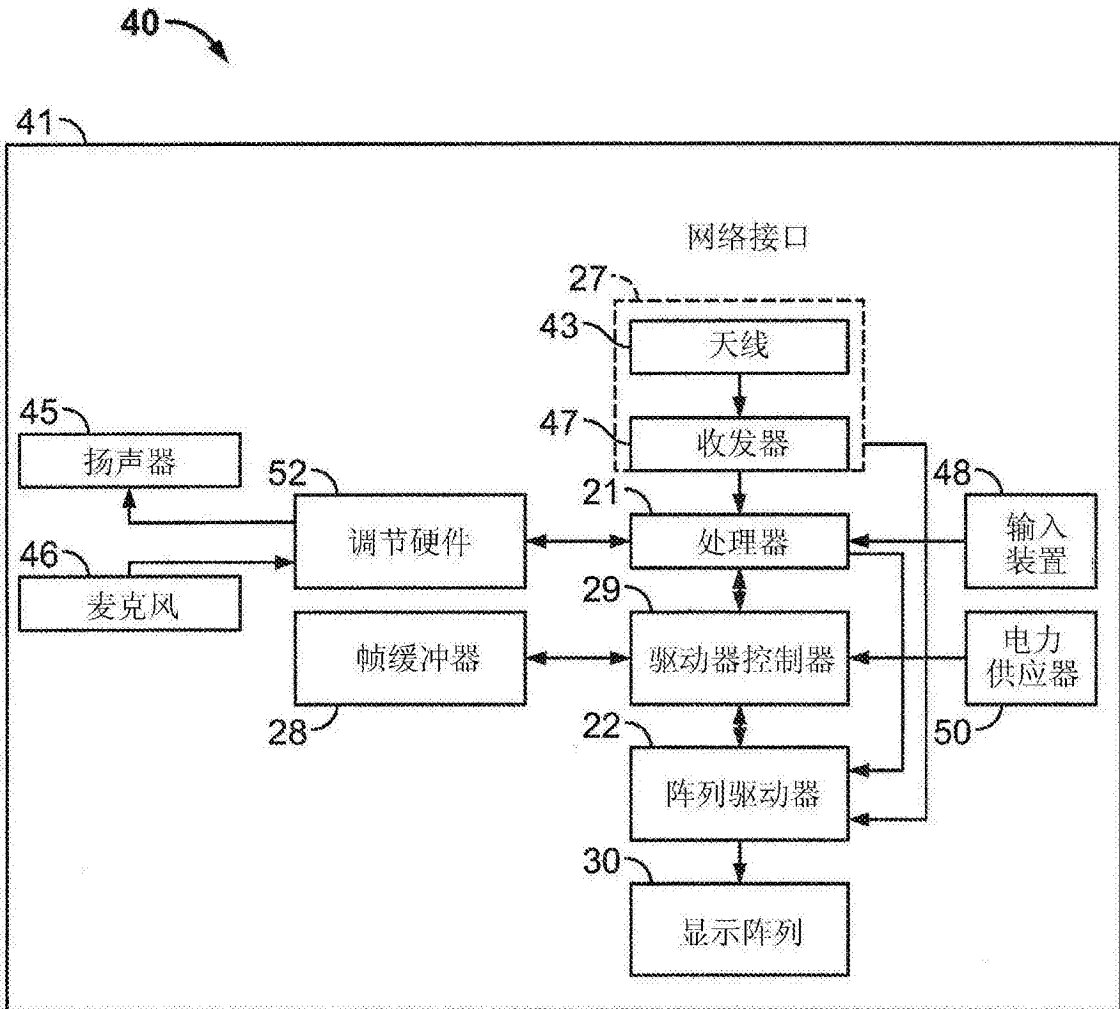 40
41
网络接口
27
43
天线
45
47
收发器
扬声器
52
21
48
调节硬件
处理器
输入
装置
46
麦克风
29
帧缓冲器
驱动器控制器
电力
供应器
28
22
50
阵列驱动器
30
显示阵列